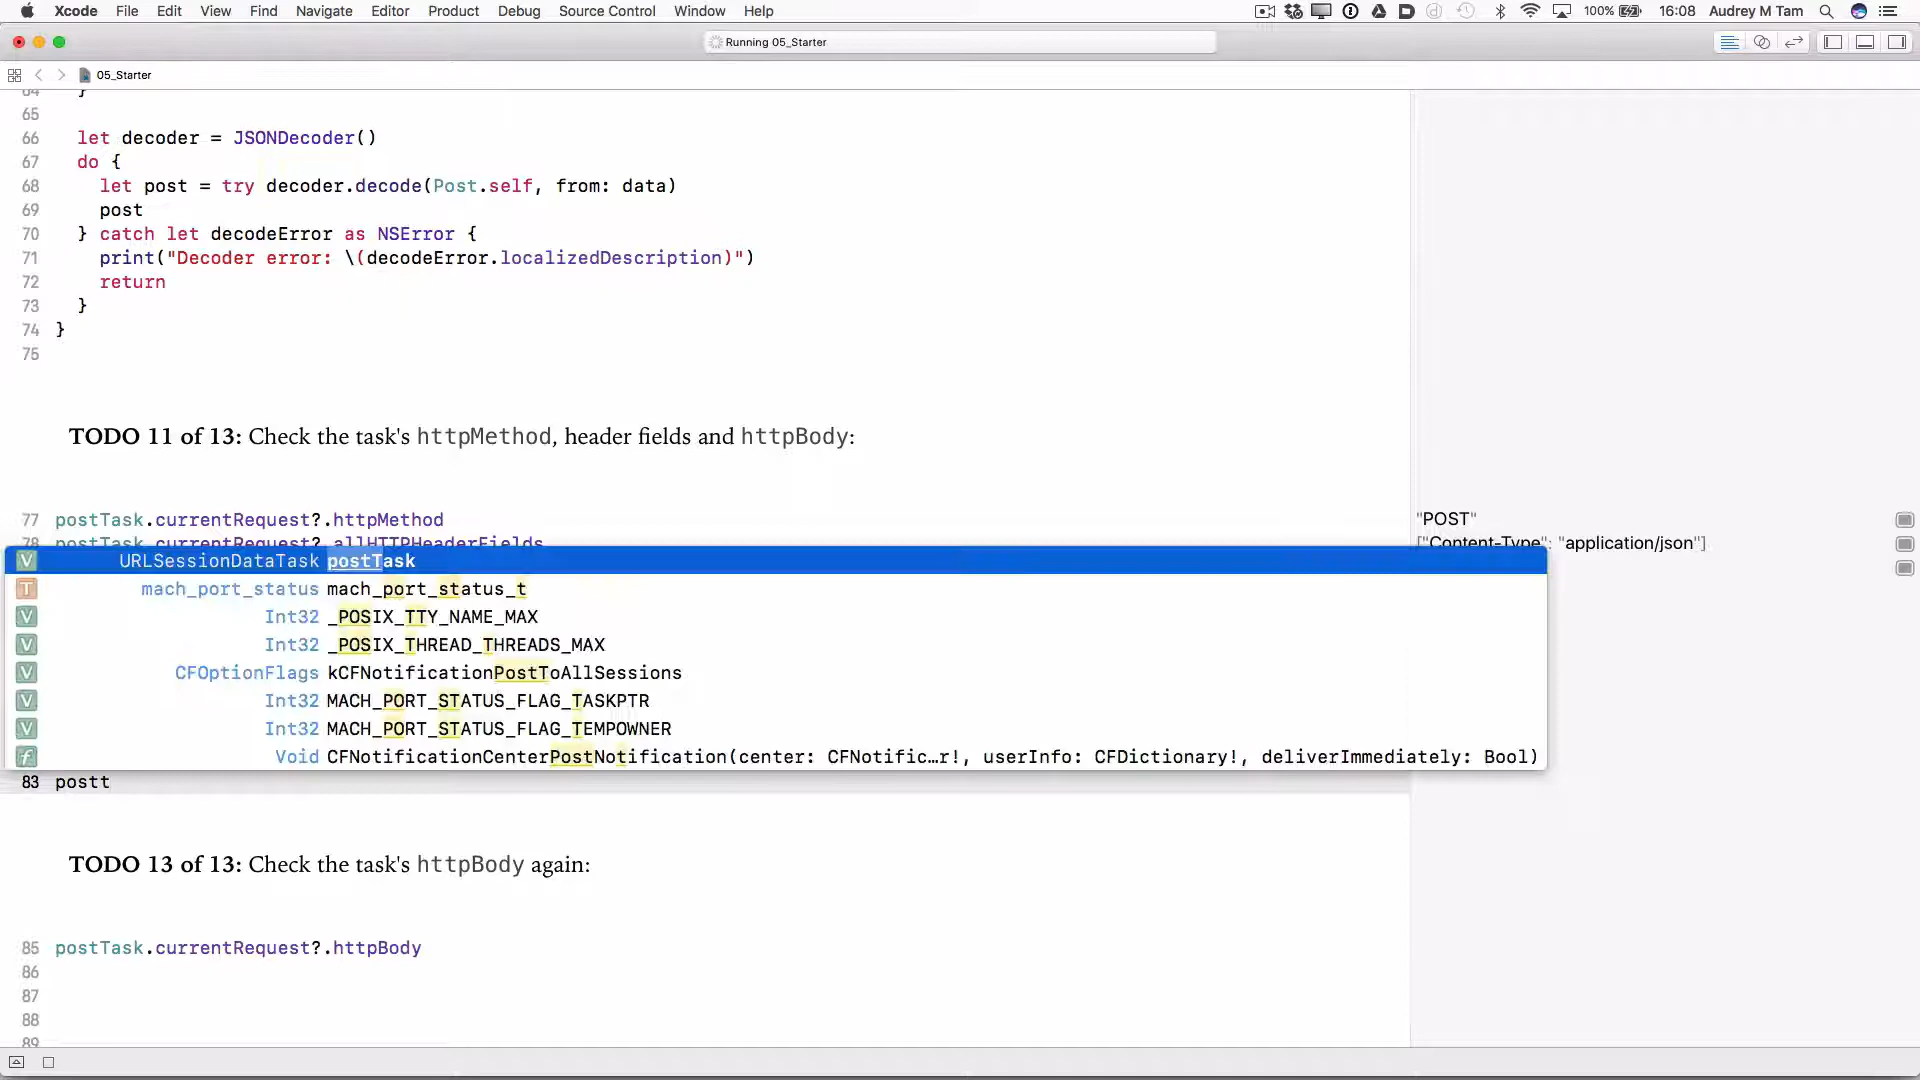 Xcode File Edit View Find Navigate Editor Product Debug Source Control Window Help 100% 16:08 Audrey M Tam
Running 05_Starter
05_Starter
64 }
65
66 let decoder = JSONDecoder()
67 do {
68 let post = try decoder.decode(Post.self, from: data)
69 post
70 } catch let decodeError as NSError {
71 print("Decoder error: \(decodeError.localizedDescription)")
72 return
73 }
74 }
75
TODO 11 of 13: Check the task's httpMethod, header fields and httpBody:
77 postTask.currentRequest?.httpMethod "POST"
78 postTask.currentRequest?.allHTTPHeaderFields ["Content-Type": "application/json"]
V URLSessionDataTask postTask
T mach_port_status mach_port_status_t
V Int32 _POSIX_TTY_NAME_MAX
V Int32 _POSIX_THREAD_THREADS_MAX
V CFOptionFlags kCFNotificationPostToAllSessions
V Int32 MACH_PORT_STATUS_FLAG_TASKPTR
V Int32 MACH_PORT_STATUS_FLAG_TEMPOWNER
f Void CFNotificationCenterPostNotification(center: CFNotific…r!, userInfo: CFDictionary!, deliverImmediately: Bool)
83 postt
TODO 13 of 13: Check the task's httpBody again:
85 postTask.currentRequest?.httpBody
86
87
88
89